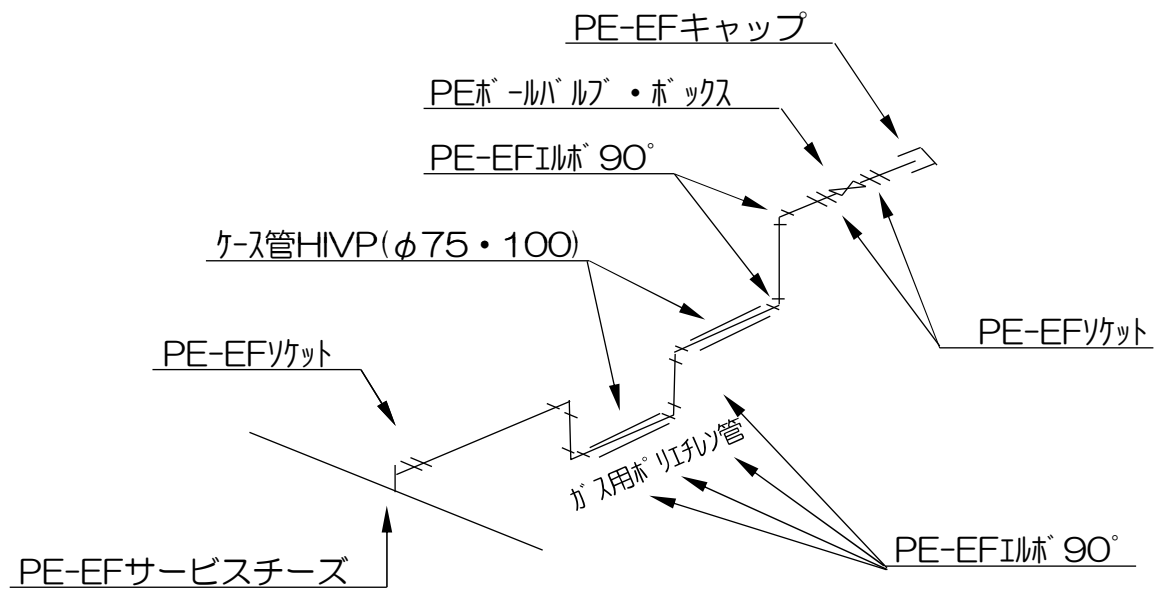 PE-EFキャップ
PEﾎﾞｰﾙﾊﾞﾙﾌﾞ・ﾎﾞｯｸｽ
PE-EFｴﾙﾎﾞ90°
ｹｰｽ管HIVP(φ75・100)
PE-EFｿｹｯﾄ
PE-EFｿｹｯﾄ
ｶﾞｽ用ﾎﾟﾘｴﾁﾚﾝ管
PE-EFｴﾙﾎﾞ90°
PE-EFサービスチーズ